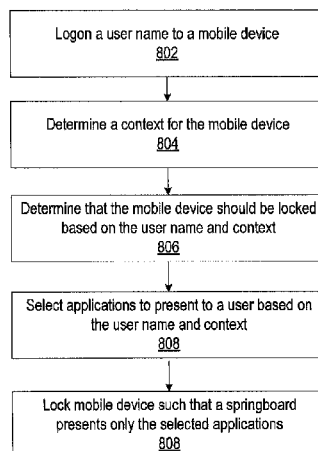 Logon a user name to a mobile device
802
Determine a context for the mobile device
804
Determine that the mobile device should be locked
based on the user name and context
806
Select applications to present to a user based on
the user name and context
808
Lock mobile device such that a springboard
presents only the selected applications
808